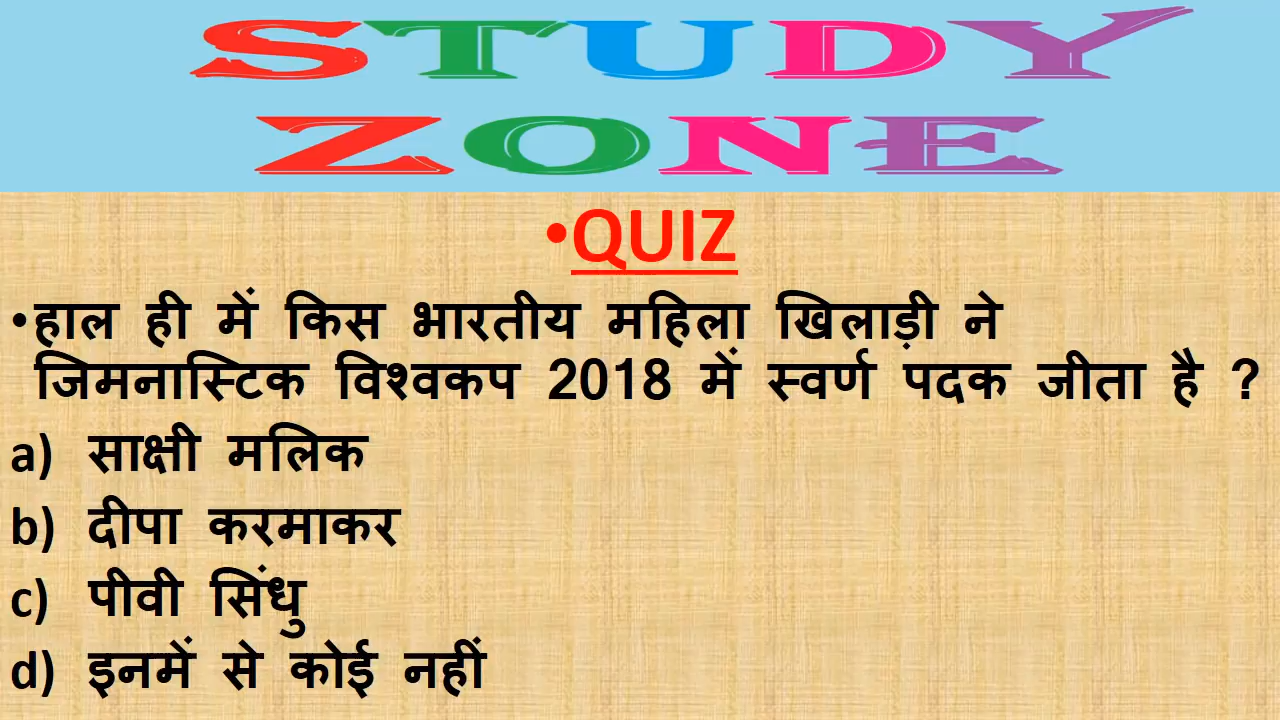 STUDY
ZONE
•QUIZ
•हाल ही में किस भारतीय महिला खिलाड़ी ने
जिमनास्टिक विश्वकप 2018 में स्वर्ण पदक जीता है ?
a) साक्षी मलिक
b) दीपा करमाकर
c) पीवी सिंधु
d) इनमें से कोई नहीं